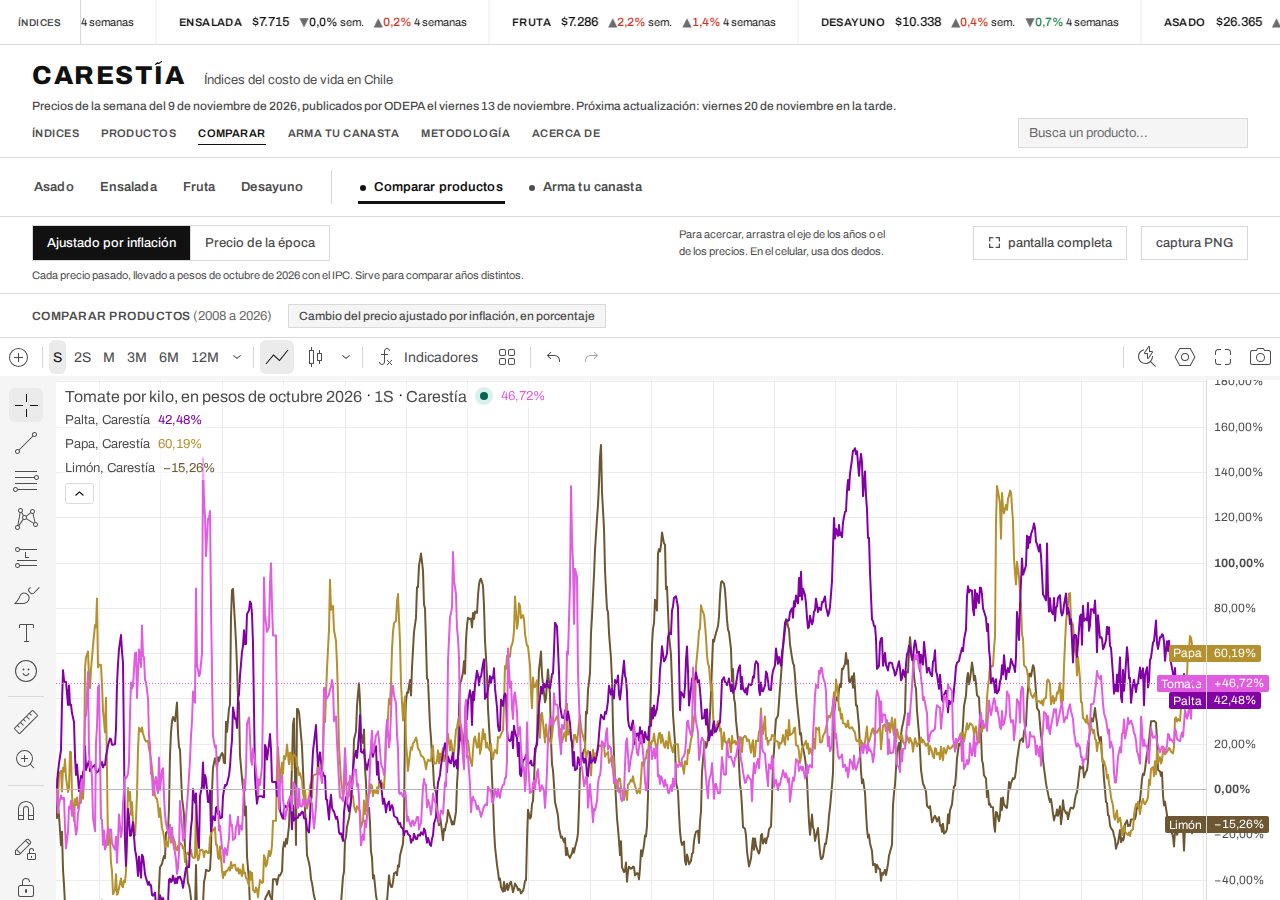 ÍNDICES 4 semanas ENSALADA $7.715 ▼0,0% sem. ▲0,2% 4 semanas FRUTA $7.286 ▲2,2% sem. ▲1,4% 4 semanas DESAYUNO $10.338 ▲0,4% sem. ▼0,7% 4 semanas ASADO $26.365 ▲
CARESTÍA Índices del costo de vida en Chile
Precios de la semana del 9 de noviembre de 2026, publicados por ODEPA el viernes 13 de noviembre. Próxima actualización: viernes 20 de noviembre en la tarde.
ÍNDICES PRODUCTOS COMPARAR ARMA TU CANASTA METODOLOGÍA ACERCA DE Busca un producto...
Asado Ensalada Fruta Desayuno • Comparar productos • Arma tu canasta
Ajustado por inflación Precio de la época
Para acercar, arrastra el eje de los años o el
de los precios. En el celular, usa dos dedos.
pantalla completa captura PNG
Cada precio pasado, llevado a pesos de octubre de 2026 con el IPC. Sirve para comparar años distintos.
COMPARAR PRODUCTOS (2008 a 2026) Cambio del precio ajustado por inflación, en porcentaje
S 2S M 3M 6M 12M Indicadores
Tomate por kilo, en pesos de octubre 2026 · 1S · Carestía 46,72%
Palta, Carestía 42,48%
Papa, Carestía 60,19%
Limón, Carestía −15,26%
180,00%
160,00%
140,00%
120,00%
100,00%
80,00%
Papa 60,19%
Tomate +46,72%
Palta 42,48%
20,00%
0,00%
Limón −15,26%
−20,00%
−40,00%